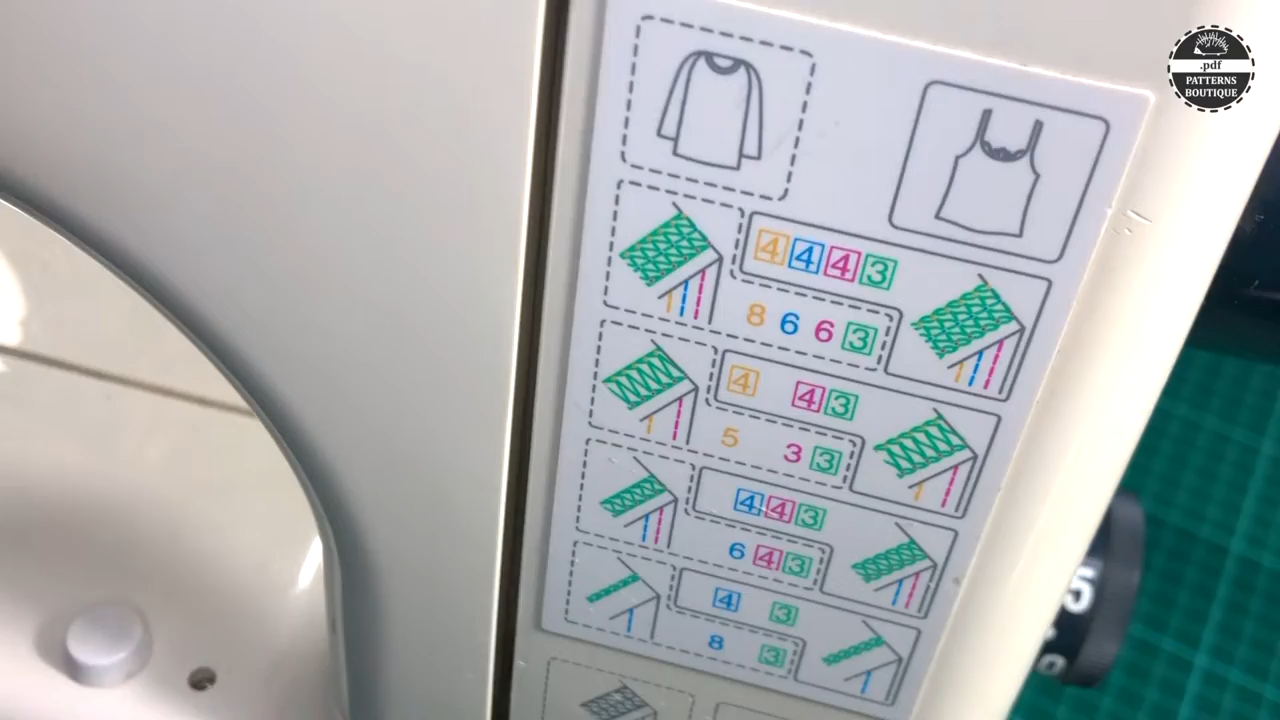 .pdf
PATTERNS
BOUTIQUE
4 4 4 3
8 6 6 3
4 4 3
5 3 3
4 4 3
6 4 3
4 3
8 3
5